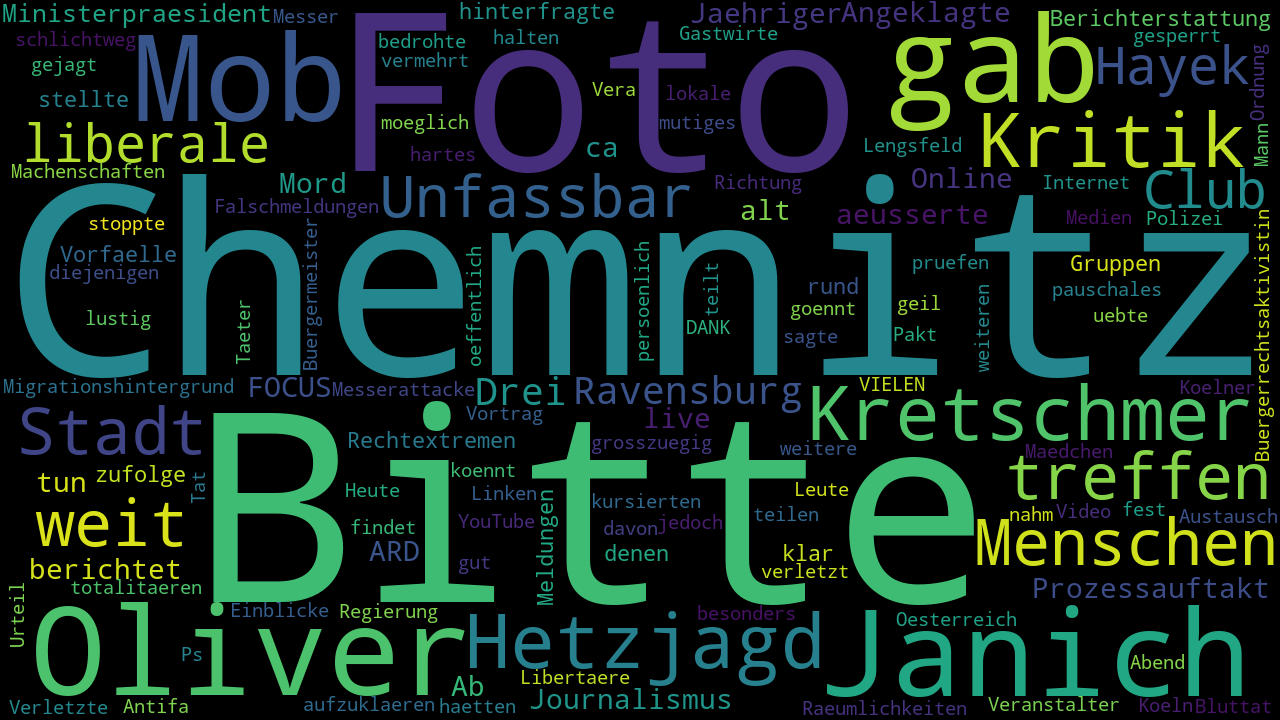 Ministerpraesident
Messer
hinterfragte
Jaehriger
Angeklagte
Berichterstattung
schlichtweg
Mob
Foto
bedrohte
halten
Gastwirte
gab
gesperrt
gejagt
vermehrt
Hayek
Ordnung
stellte
Vera
lokale
liberale
moeglich
mutiges
Kritik
Mann
hartes
ca
Lengsfeld
Machenschaften
Mord
Unfassbar
Richtung
Online
Internet
Club
Falschmeldungen
alt
aeusserte
Medien
Polizei
stoppte
Chemnitz
Vorfaelle
diejenigen
Buergermeister
oeffentlich
persoenlich
teilt
pruefen
Gruppen
Buergerrechtsaktivistin
rund
weiteren
pauschales
lustig
Taeter
DANK
goennt
geil
uebte
sagte
Pakt
Migrationshintergrund
FOCUS
Messerattacke
Drei
Ravensburg
VIELEN
Koelner
Stadt
Bitte
Vortrag
live
Kretschmer
Rechtextremen
grosszuegig
weitere
Maedchen
tun
zufolge
Tat
koennt
treffen
Heute
Linken
kursierten
Leute
weit
findet
YouTube
Meldungen
davon
jedoch
teilen
nahm
Video
fest
Austausch
berichtet
ARD
gut
denen
klar
Menschen
verletzt
totalitaeren
Prozessauftakt
Urteil
Oliver
Einblicke
Regierung
Hetzjagd
besonders
Janich
Oesterreich
Ps
Abend
Ab
Libertaere
Verletzte
Antifa
aufzuklaeren
haetten
Journalismus
Raeumlichkeiten
Veranstalter
Koeln
Bluttat